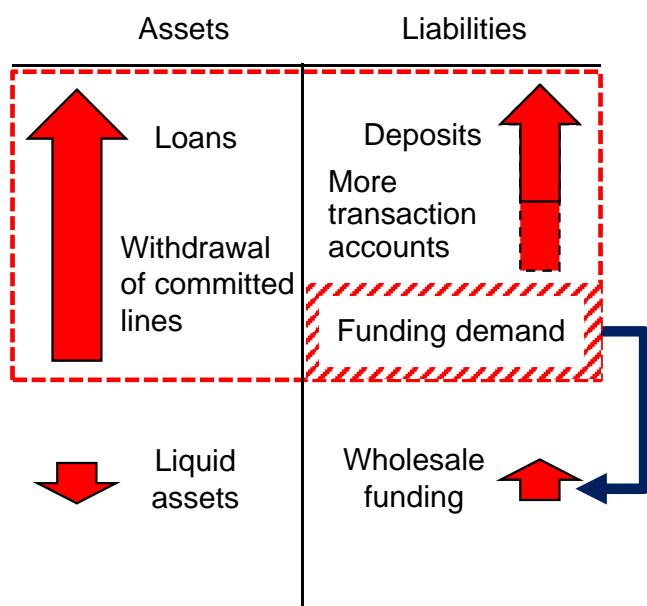 Assets
Liabilities
Loans
Withdrawal
of committed
lines
Deposits
More
transaction
accounts
Funding demand
Liquid
assets
Wholesale
funding